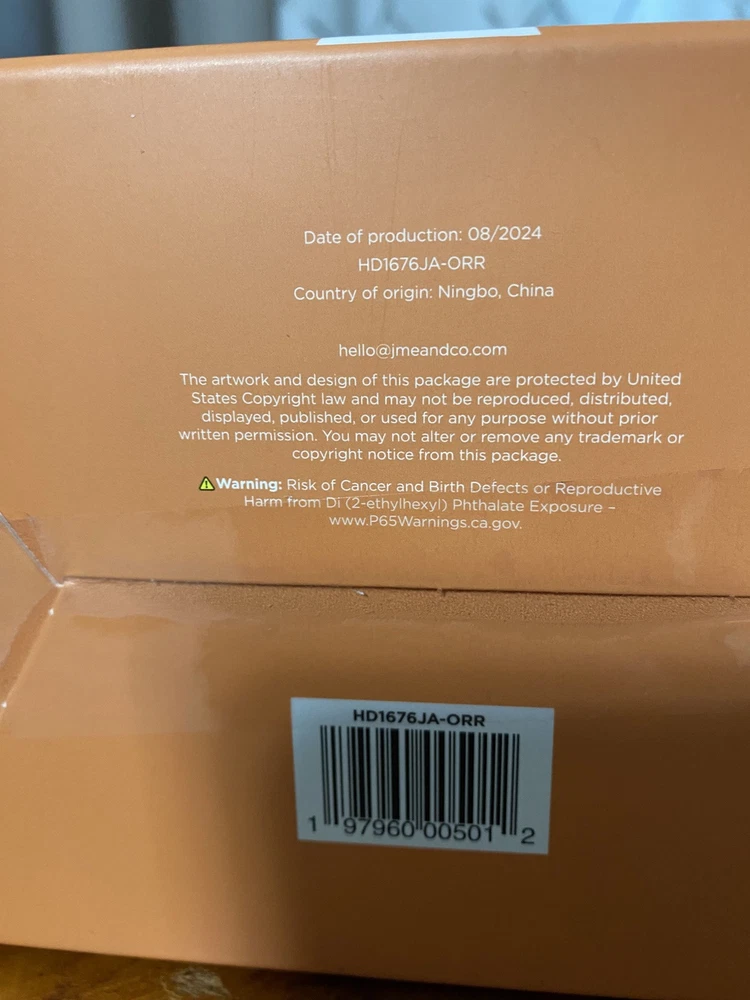 Date of production: 08/2024
HD1676JA-ORR
Country of origin: Ningbo, China
hello@jmeandco.com
The artwork and design of this package are protected by United
States Copyright law and may not be reproduced, distributed,
displayed, published, or used for any purpose without prior
written permission. You may not alter or remove any trademark or
copyright notice from this package.
Warning: Risk of Cancer and Birth Defects or Reproductive
Harm from Di (2-ethylhexyl) Phthalate Exposure –
www.P65Warnings.ca.gov.
HD1676JA-ORR
1 97960 00501 2